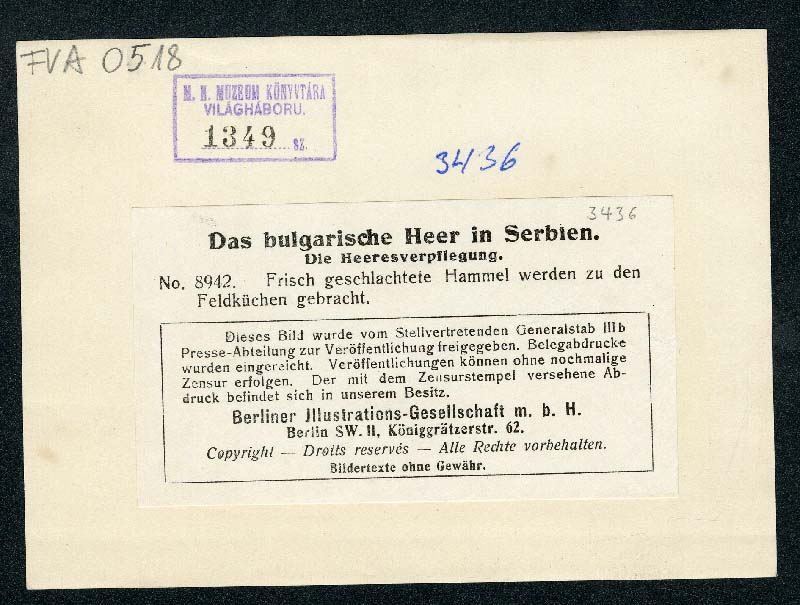 FVA 0518
M. N. MUZEUM KÖNYVTÁRA
VILÁGHÁBORU.
1349 SZ.
3436
3436
Das bulgarische Heer in Serbien.
Die Heeresverpflegung.
No. 8942. Frisch geschlachtete Hammel werden zu den
Feldküchen gebracht.
Dieses Bild wurde vom Stellvertretenden Generalstab IIIb
Presse-Abteilung zur Veröffentlichung freigegeben. Belegabdrucke
wurden eingereicht. Veröffentlichungen können ohne nochmalige
Zensur erfolgen. Der mit dem Zensurstempel versehene Ab-
druck befindet sich in unserem Besitz.
Berliner Jllustrations-Gesellschaft m. b. H.
Berlin SW. 11, Königgrätzerstr. 62.
Copyright — Droits reservés — Alle Rechte vorbehalten.
Bildertexte ohne Gewähr.